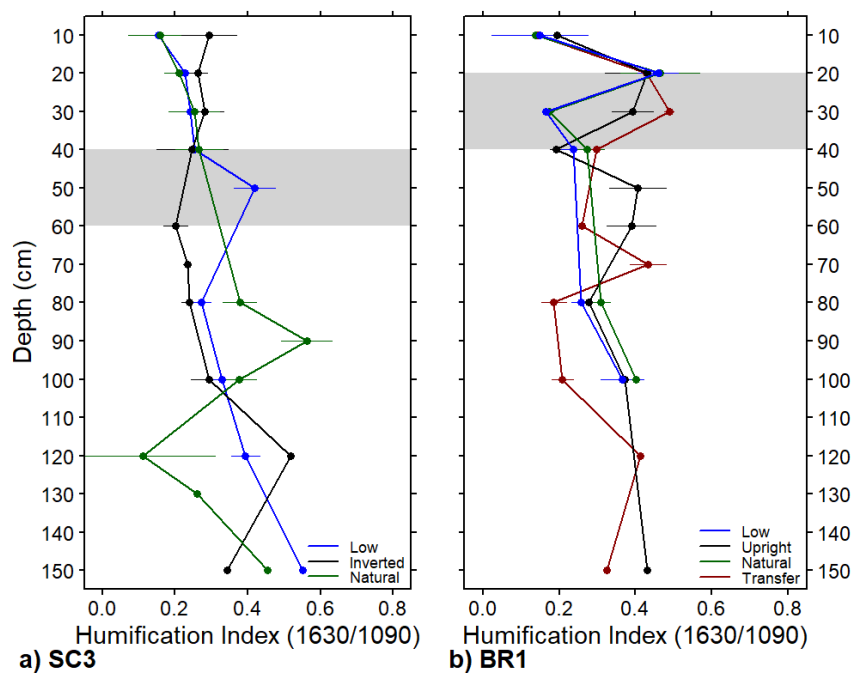 10
20
30
40
50
60
70
80
90
100
110
120
130
140
150
Depth (cm)
Low
Inverted
Natural
0.0 0.2 0.4 0.6 0.8
Humification Index (1630/1090)
a) SC3
Low
Upright
Natural
Transfer
10
20
30
40
50
60
70
80
90
100
110
120
130
140
150
0.0 0.2 0.4 0.6 0.8
Humification Index (1630/1090)
b) BR1